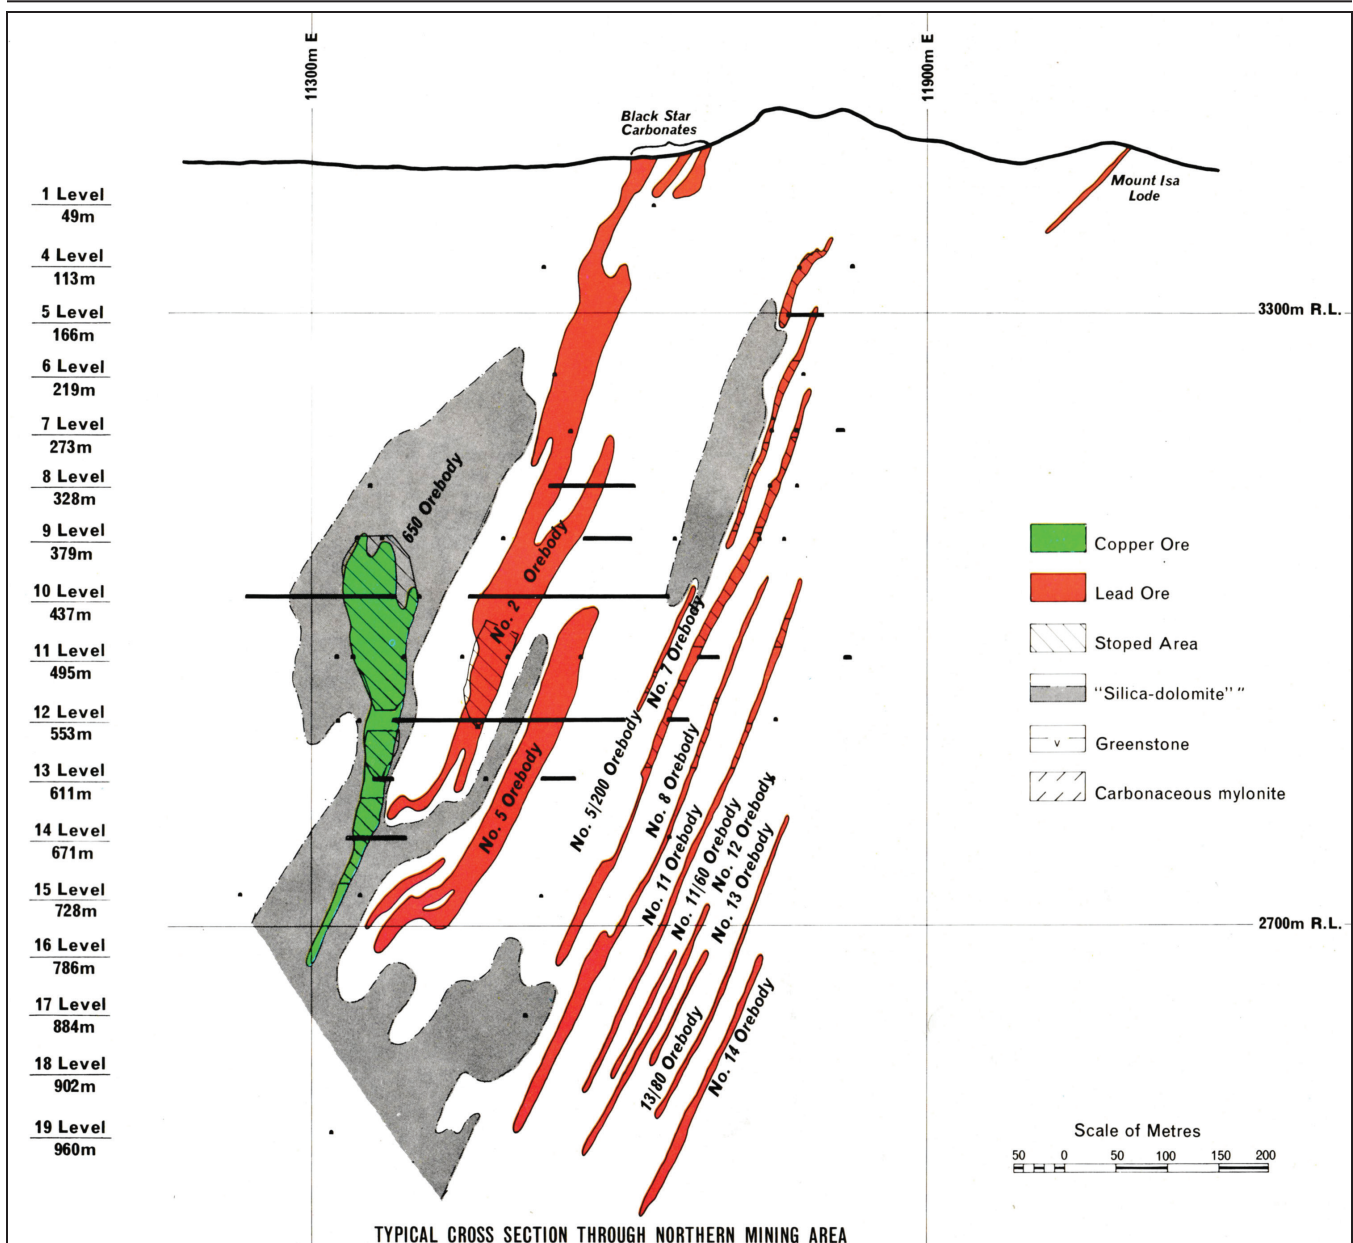 11300m E
11900m E
Black Star
Carbonates
Mount Isa
Lode
1 Level
49m
4 Level
113m
5 Level
166m
6 Level
219m
7 Level
273m
8 Level
328m
9 Level
379m
10 Level
437m
11 Level
495m
12 Level
553m
13 Level
611m
14 Level
671m
15 Level
728m
16 Level
786m
17 Level
884m
18 Level
902m
19 Level
960m
3300m R.L.
2700m R.L.
650 Orebody
No. 2 Orebody
No. 5 Orebody
No. 5/200 Orebody
No. 7 Orebody
No. 8 Orebody
No. 11 Orebody
No. 11/60 Orebody
No. 12 Orebody
No. 13 Orebody
13/80 Orebody
No. 14 Orebody
Copper Ore
Lead Ore
Stoped Area
"Silica-dolomite" "
v Greenstone
Carbonaceous mylonite
Scale of Metres
50 0 50 100 150 200
TYPICAL CROSS SECTION THROUGH NORTHERN MINING AREA